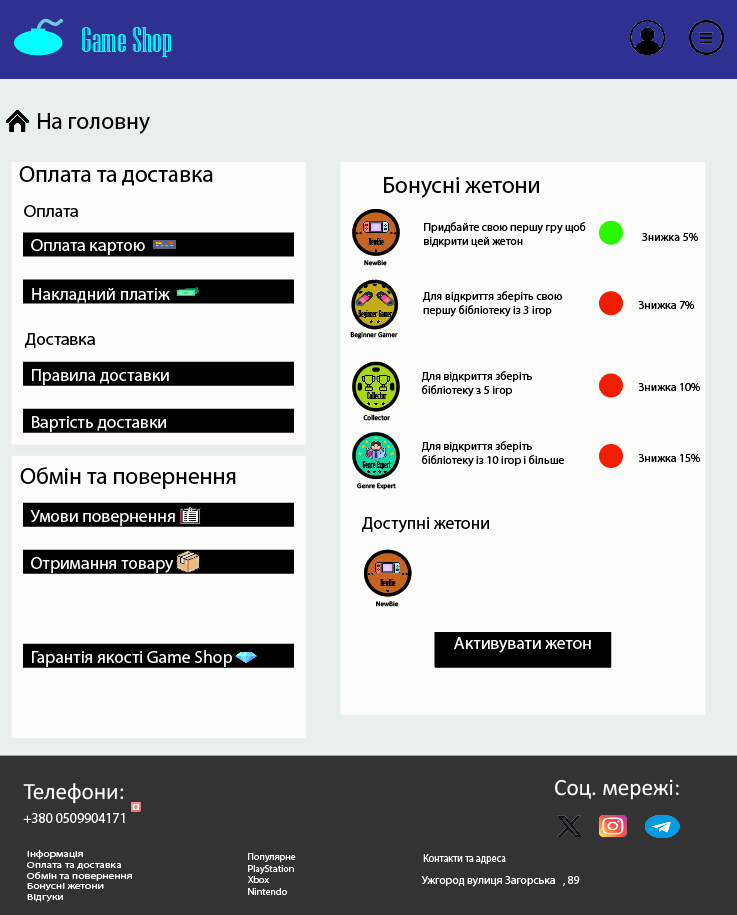 Game Shop
На головну
Оплата та доставка
Оплата
Оплата картою
Накладний платіж
Доставка
Правила доставки
Вартість доставки
Обмін та повернення
Умови повернення
Отримання товару
Гарантія якості Game Shop
Бонусні жетони
NewBie
NewBie
Придбайте свою першу гру щоб
відкрити цей жетон
Знижка 5%
Beginner Gamer
Beginner Gamer
Для відкриття зберіть свою
першу бібліотеку із 3 ігор
Знижка 7%
Collector
Collector
Для відкриття зберіть
бібліотеку з 5 ігор
Знижка 10%
Genre Expert
Genre Expert
Для відкриття зберіть
бібліотеку із 10 ігор і більше
Знижка 15%
Доступні жетони
NewBie
NewBie
Активувати жетон
Телефони:
+380 0509904171
Соц. мережі:
Інформація
Оплата та доставка
Обмін та повернення
Бонусні жетони
Відгуки
Популярне
PlayStation
Xbox
Nintendo
Контакти та адреса
Ужгород вулиця Загорська , 89